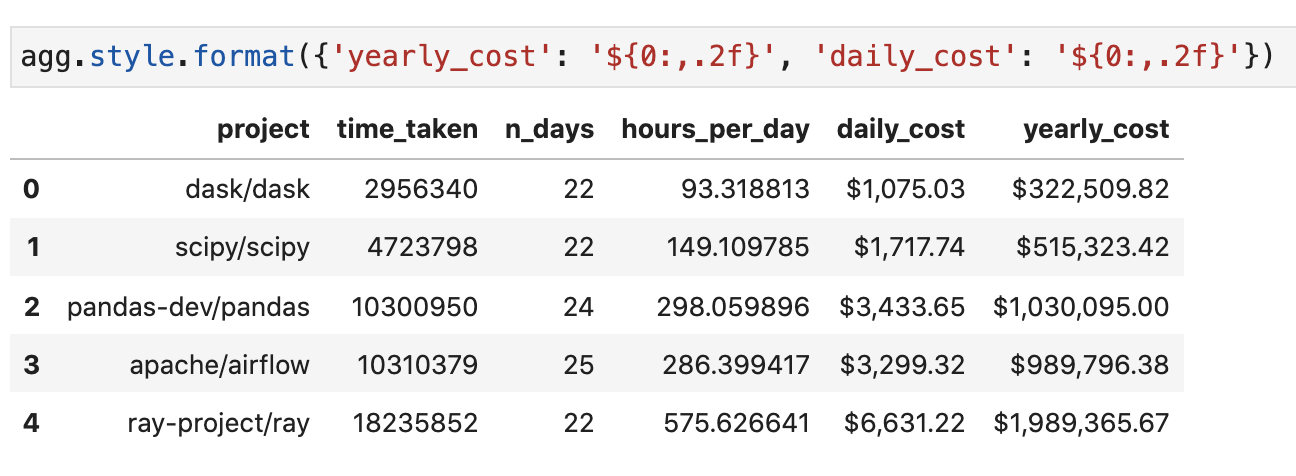 agg.style.format({'yearly_cost': '${0:,.2f}', 'daily_cost': '${0:,.2f}'})
project time_taken n_days hours_per_day daily_cost yearly_cost
0 dask/dask 2956340 22 93.318813 $1,075.03 $322,509.82
1 scipy/scipy 4723798 22 149.109785 $1,717.74 $515,323.42
2 pandas-dev/pandas 10300950 24 298.059896 $3,433.65 $1,030,095.00
3 apache/airflow 10310379 25 286.399417 $3,299.32 $989,796.38
4 ray-project/ray 18235852 22 575.626641 $6,631.22 $1,989,365.67